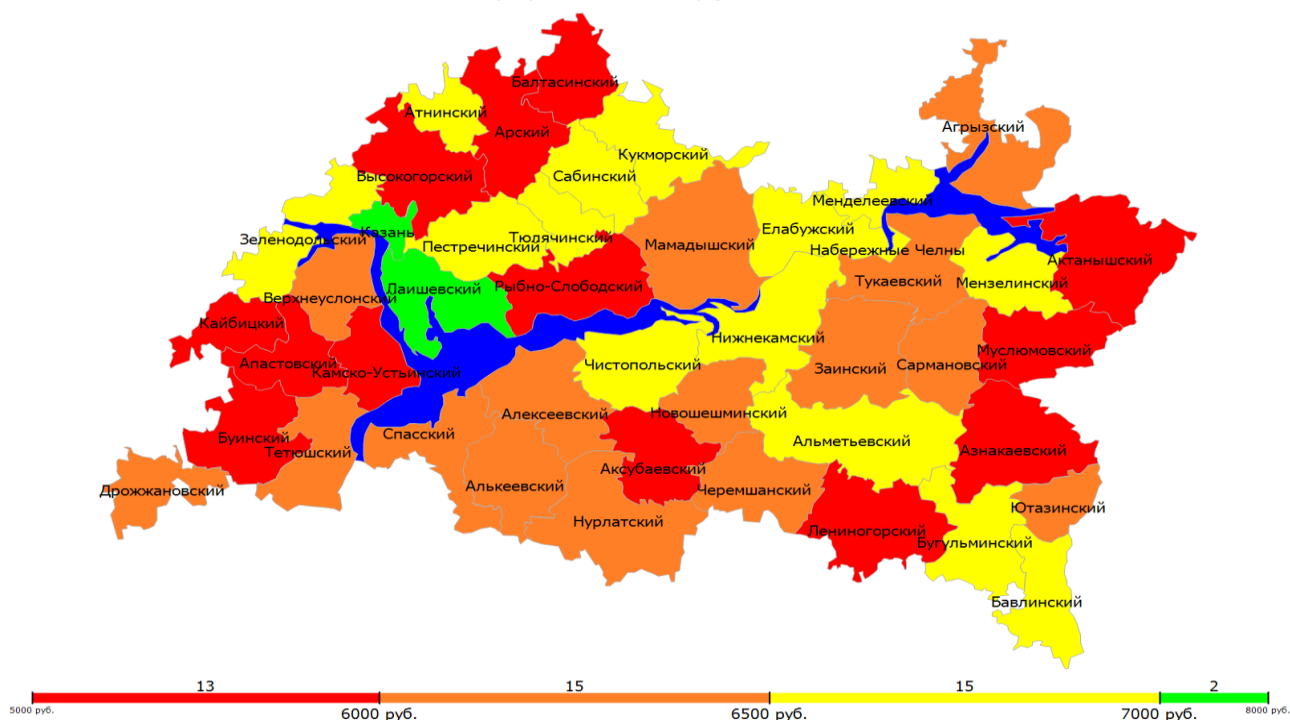 Балтасинский
Атнинский
Арский
Агрызский
Кукморский
Высокогорский
Сабинский
Менделеевский
Казань
Зеленодольский
Пестречинский
Тюлячинский
Мамадышский
Елабужский
Набережные Челны
Актанышский
Лаишевский
Рыбно-Слободский
Тукаевский
Мензелинский
Верхнеуслонский
Кайбицкий
Нижнекамский
Муслюмовский
Апастовский
Камско-Устьинский
Чистопольский
Заинский
Сармановский
Алексеевский
Новошешминский
Буинский
Спасский
Альметьевский
Тетюшский
Азнакаевский
Аксубаевский
Дрожжановский
Алькеевский
Черемшанский
Ютазинский
Нурлатский
Лениногорский
Бугульминский
Бавлинский
13 15 15 2
5000 руб. 6000 руб. 6500 руб. 7000 руб. 8000 руб.